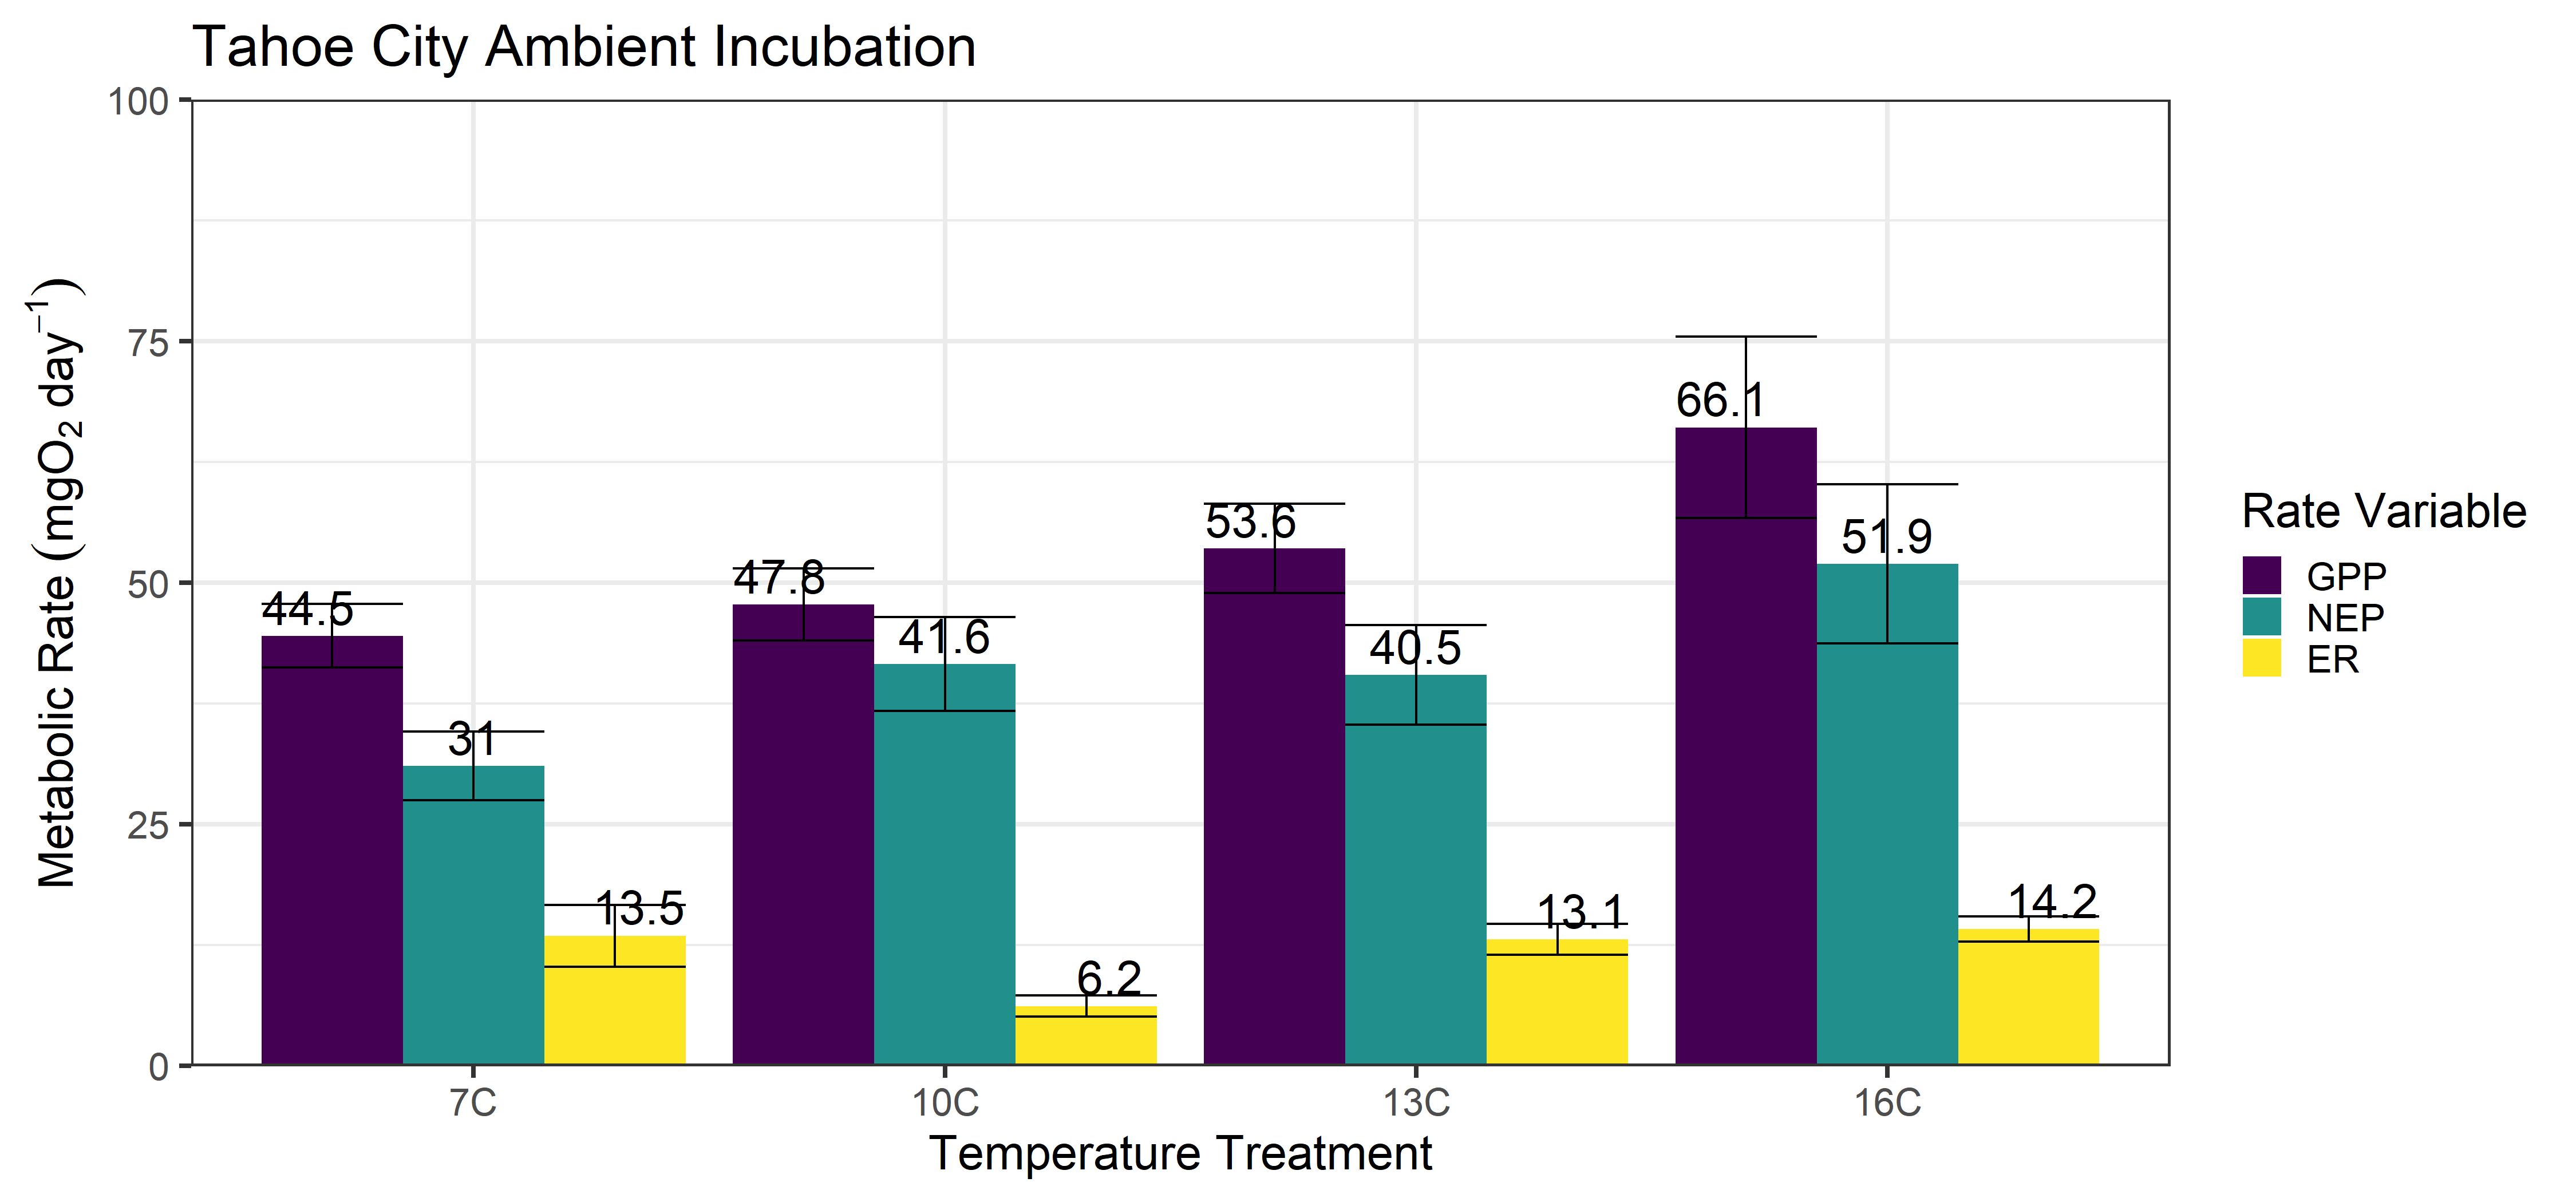 Tahoe City Ambient Incubation
Metabolic Rate (mgO₂ day⁻¹)
100
75
50
25
0
44.5
31
13.5
47.8
41.6
6.2
53.6
40.5
13.1
66.1
51.9
14.2
7C
10C
13C
16C
Temperature Treatment
Rate Variable
GPP
NEP
ER